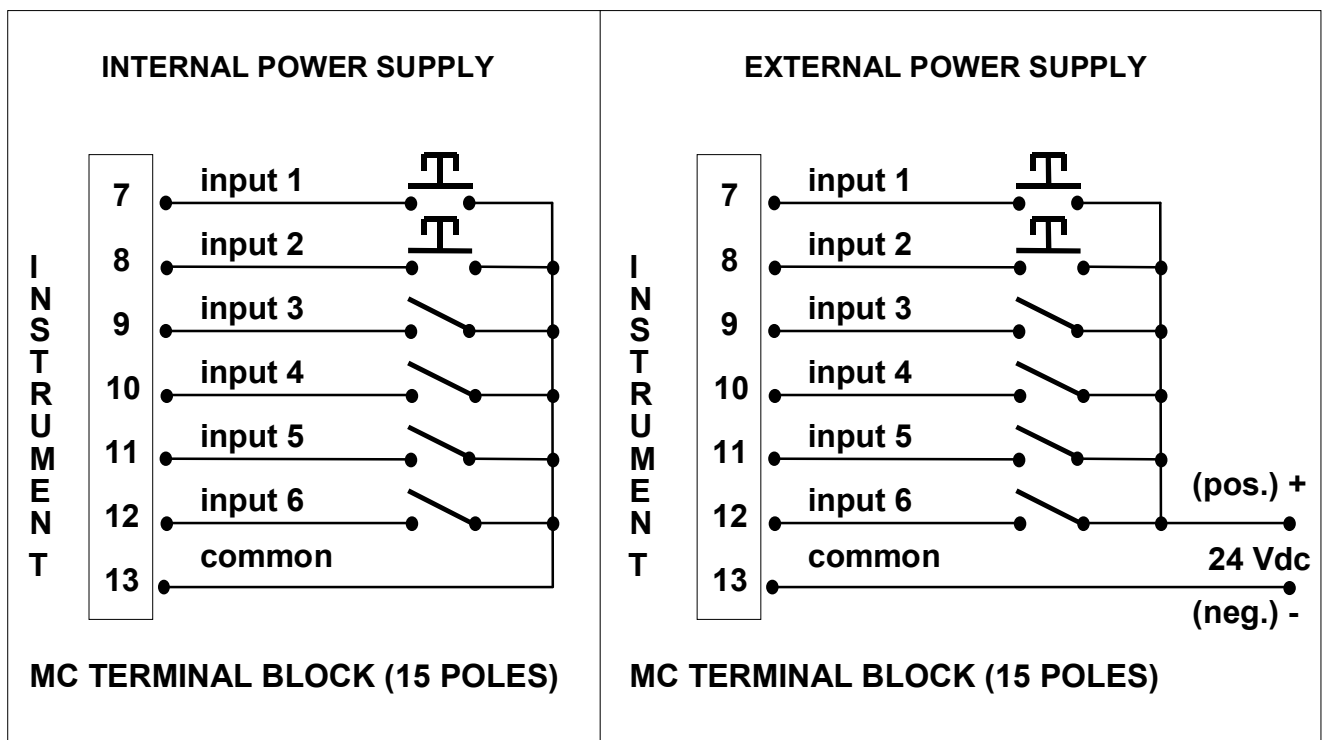 INTERNAL POWER SUPPLY
INSTRUMENT
7 input 1
8 input 2
9 input 3
10 input 4
11 input 5
12 input 6
common
13
MC TERMINAL BLOCK (15 POLES)
EXTERNAL POWER SUPPLY
INSTRUMENT
7 input 1
8 input 2
9 input 3
10 input 4
11 input 5
(pos.) +
12 input 6
common
24 Vdc
13
(neg.) -
MC TERMINAL BLOCK (15 POLES)